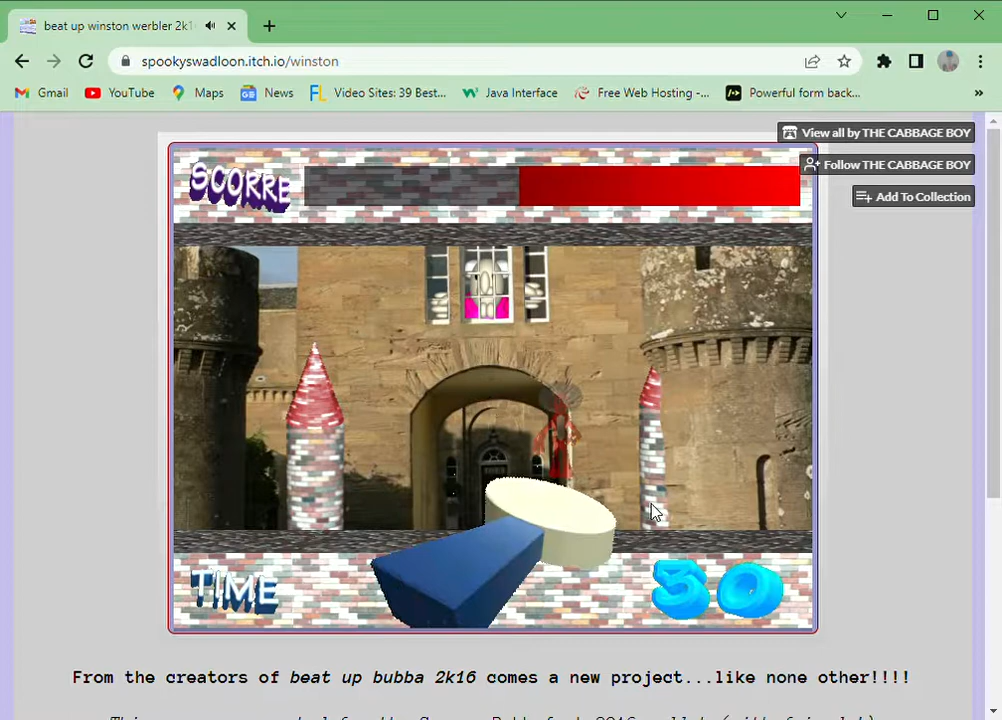 beat up winston werbler 2k1
spookyswadloon.itch.io/winston
Gmail YouTube Maps News Video Sites: 39 Best... Java Interface Free Web Hosting -... Powerful form back... »
View all by THE CABBAGE BOY
Follow THE CABBAGE BOY
Add To Collection
SCORRE
TIME 30
From the creators of beat up bubba 2k16 comes a new project...like none other!!!!